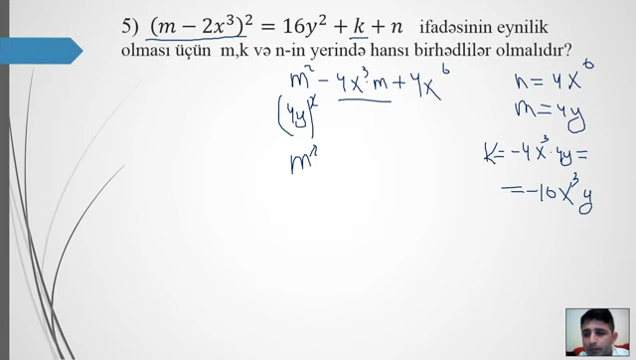 5) (m − 2x³)² = 16y² + k + n ifadəsinin eynilik
olması üçün m,k və n-in yerində hansı birhədlilər olmalıdır?
m² − 4x³·m + 4x⁶
(4y)²
m²
n = 4x⁶
m = 4y
k = −4x³·4y =
= −16x³y